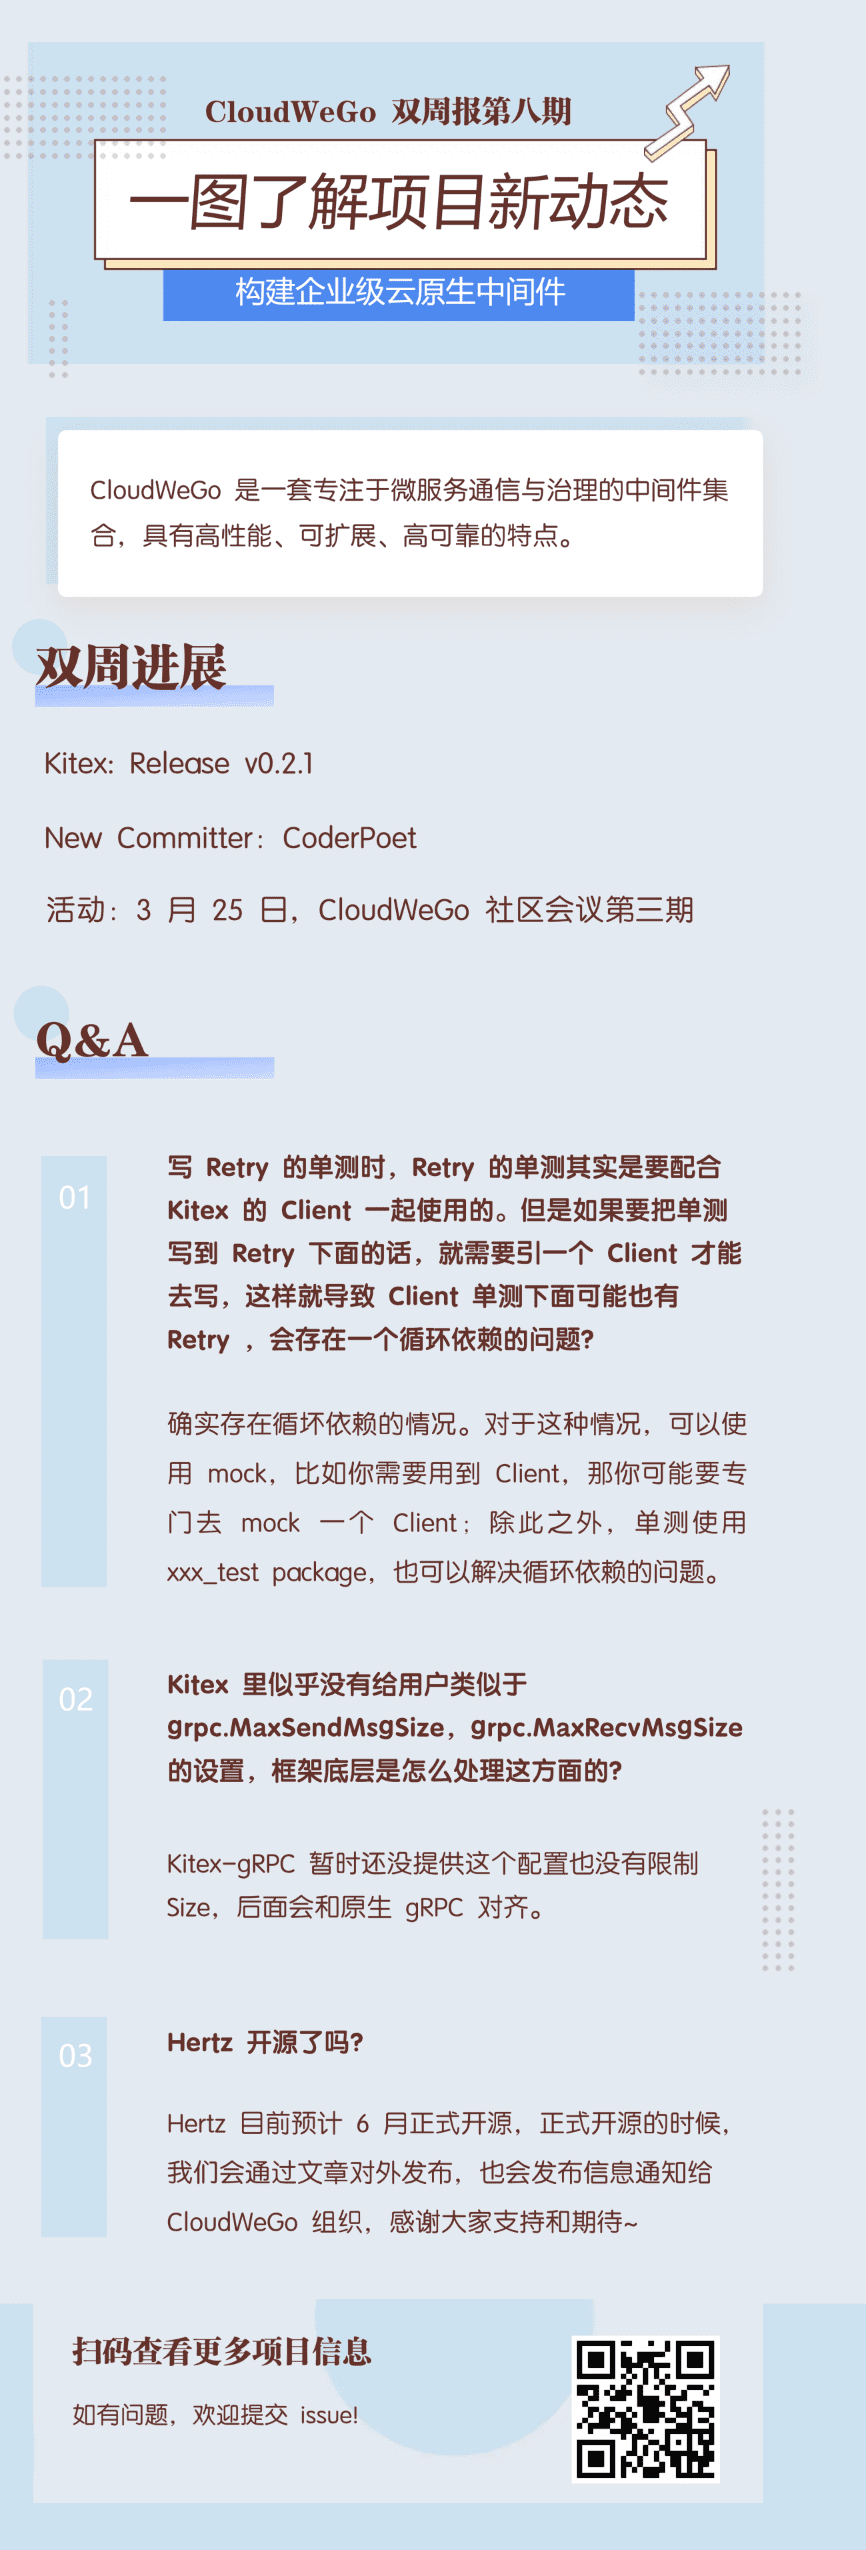 CloudWeGo 双周报第八期
一图了解项目新动态
构建企业级云原生中间件
CloudWeGo 是一套专注于微服务通信与治理的中间件集
合，具有高性能、可扩展、高可靠的特点。
双周进展
Kitex: Release v0.2.1
New Committer：CoderPoet
活动：3 月 25 日，CloudWeGo 社区会议第三期
Q&A
01
写 Retry 的单测时，Retry 的单测其实是要配合
Kitex 的 Client 一起使用的。但是如果要把单测
写到 Retry 下面的话，就需要引一个 Client 才能
去写，这样就导致 Client 单测下面可能也有
Retry ，会存在一个循环依赖的问题?
确实存在循坏依赖的情况。对于这种情况，可以使
用 mock，比如你需要用到 Client，那你可能要专
门去 mock 一个 Client；除此之外，单测使用
xxx_test package，也可以解决循环依赖的问题。
02
Kitex 里似乎没有给用户类似于
grpc.MaxSendMsgSize，grpc.MaxRecvMsgSize
的设置，框架底层是怎么处理这方面的?
Kitex-gRPC 暂时还没提供这个配置也没有限制
Size，后面会和原生 gRPC 对齐。
03
Hertz 开源了吗?
Hertz 目前预计 6 月正式开源，正式开源的时候，
我们会通过文章对外发布，也会发布信息通知给
CloudWeGo 组织，感谢大家支持和期待~
扫码查看更多项目信息
如有问题，欢迎提交 issue!